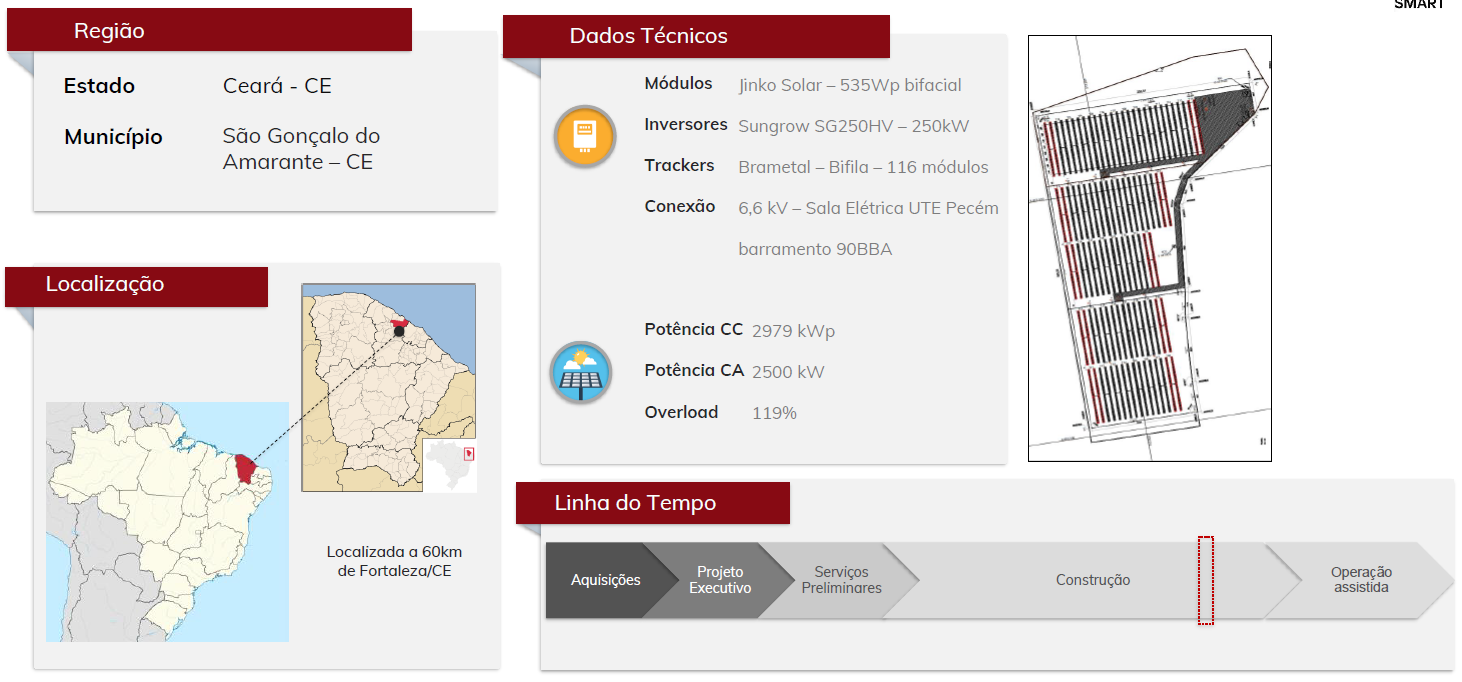 SMART
Região
Estado Ceará - CE
Município São Gonçalo do
Amarante – CE
Dados Técnicos
Módulos Jinko Solar – 535Wp bifacial
Inversores Sungrow SG250HV – 250kW
Trackers Brametal – Bifila – 116 módulos
Conexão 6,6 kV – Sala Elétrica UTE Pecém
barramento 90BBA
Potência CC 2979 kWp
Potência CA 2500 kW
Overload 119%
Localização
Localizada a 60km
de Fortaleza/CE
Linha do Tempo
Aquisições
Projeto
Executivo
Serviços
Preliminares
Construção
Operação
assistida